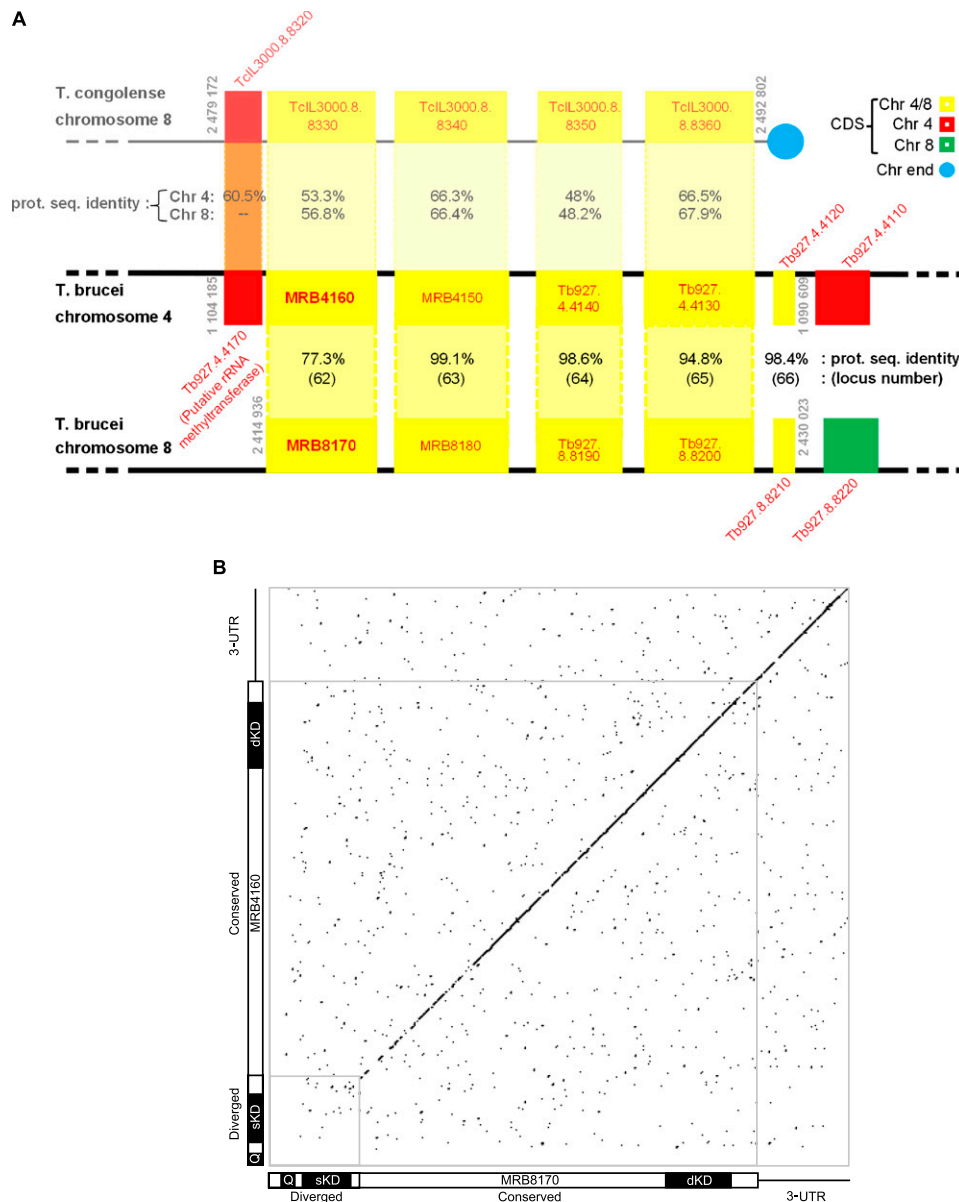 A
TcIL3000.8.8320
T. congolense
chromosome 8
2 479 172
TcIL3000.8.
8330
TcIL3000.8.
8340
TcIL3000.8.
8350
TcIL3000.
8.8360
2 492 802
CDS
Chr 4/8
Chr 4
Chr 8
Chr end
prot. seq. identity :
Chr 4: 60.5% 53.3% 66.3% 48% 66.5%
Chr 8: -- 56.8% 66.4% 48.2% 67.9%
Tb927.4.4120
Tb927.4.4110
T. brucei
chromosome 4
1 104 185
MRB4160
MRB4150
Tb927.
4.4140
Tb927.
4.4130
1 090 609
Tb927.4.4170
(Putative rRNA
methyltransferase)
77.3% 99.1% 98.6% 94.8% 98.4% : prot. seq. identity
(62) (63) (64) (65) (66) : (locus number)
T. brucei
chromosome 8
2 414 936
MRB8170
MRB8180
Tb927.
8.8190
Tb927.
8.8200
2 430 023
Tb927.8.8210
Tb927.8.8220
B
3-UTR
dKD
Conserved
MRB4160
Diverged
sKD
Q
Q sKD MRB8170 dKD
Diverged Conserved 3-UTR